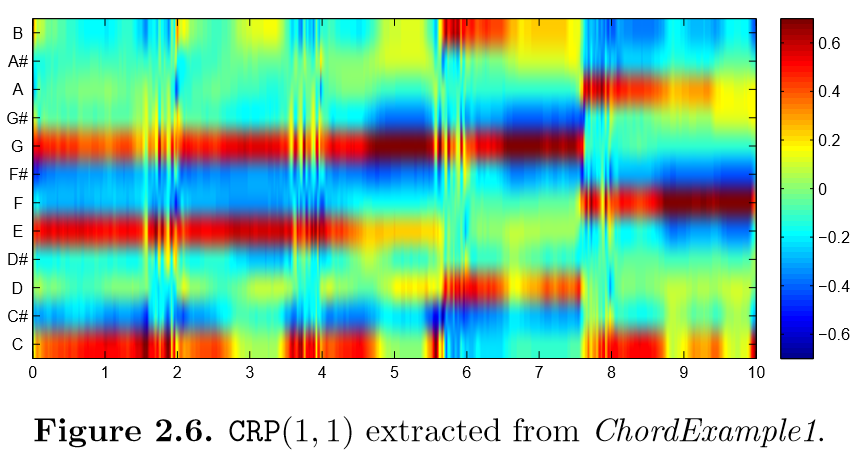 B
A#
A
G#
G
F#
F
E
D#
D
C#
C
0 1 2 3 4 5 6 7 8 9 10
0.6
0.4
0.2
0
−0.2
−0.4
−0.6
Figure 2.6. CRP(1, 1) extracted from ChordExample1.